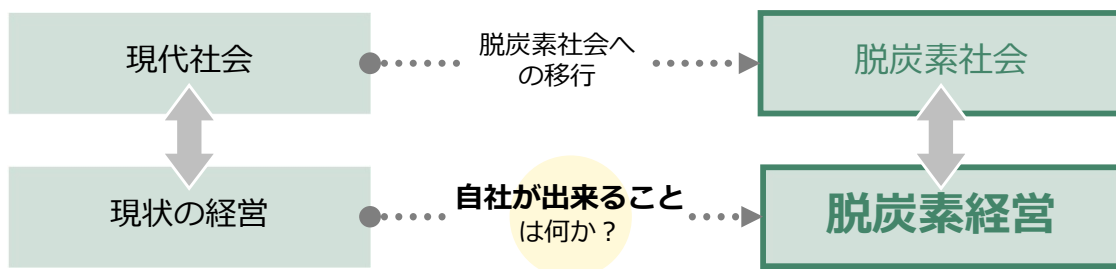 現代社会
脱炭素社会へ
の移行
脱炭素社会
現状の経営
自社が出来ること
は何か？
脱炭素経営